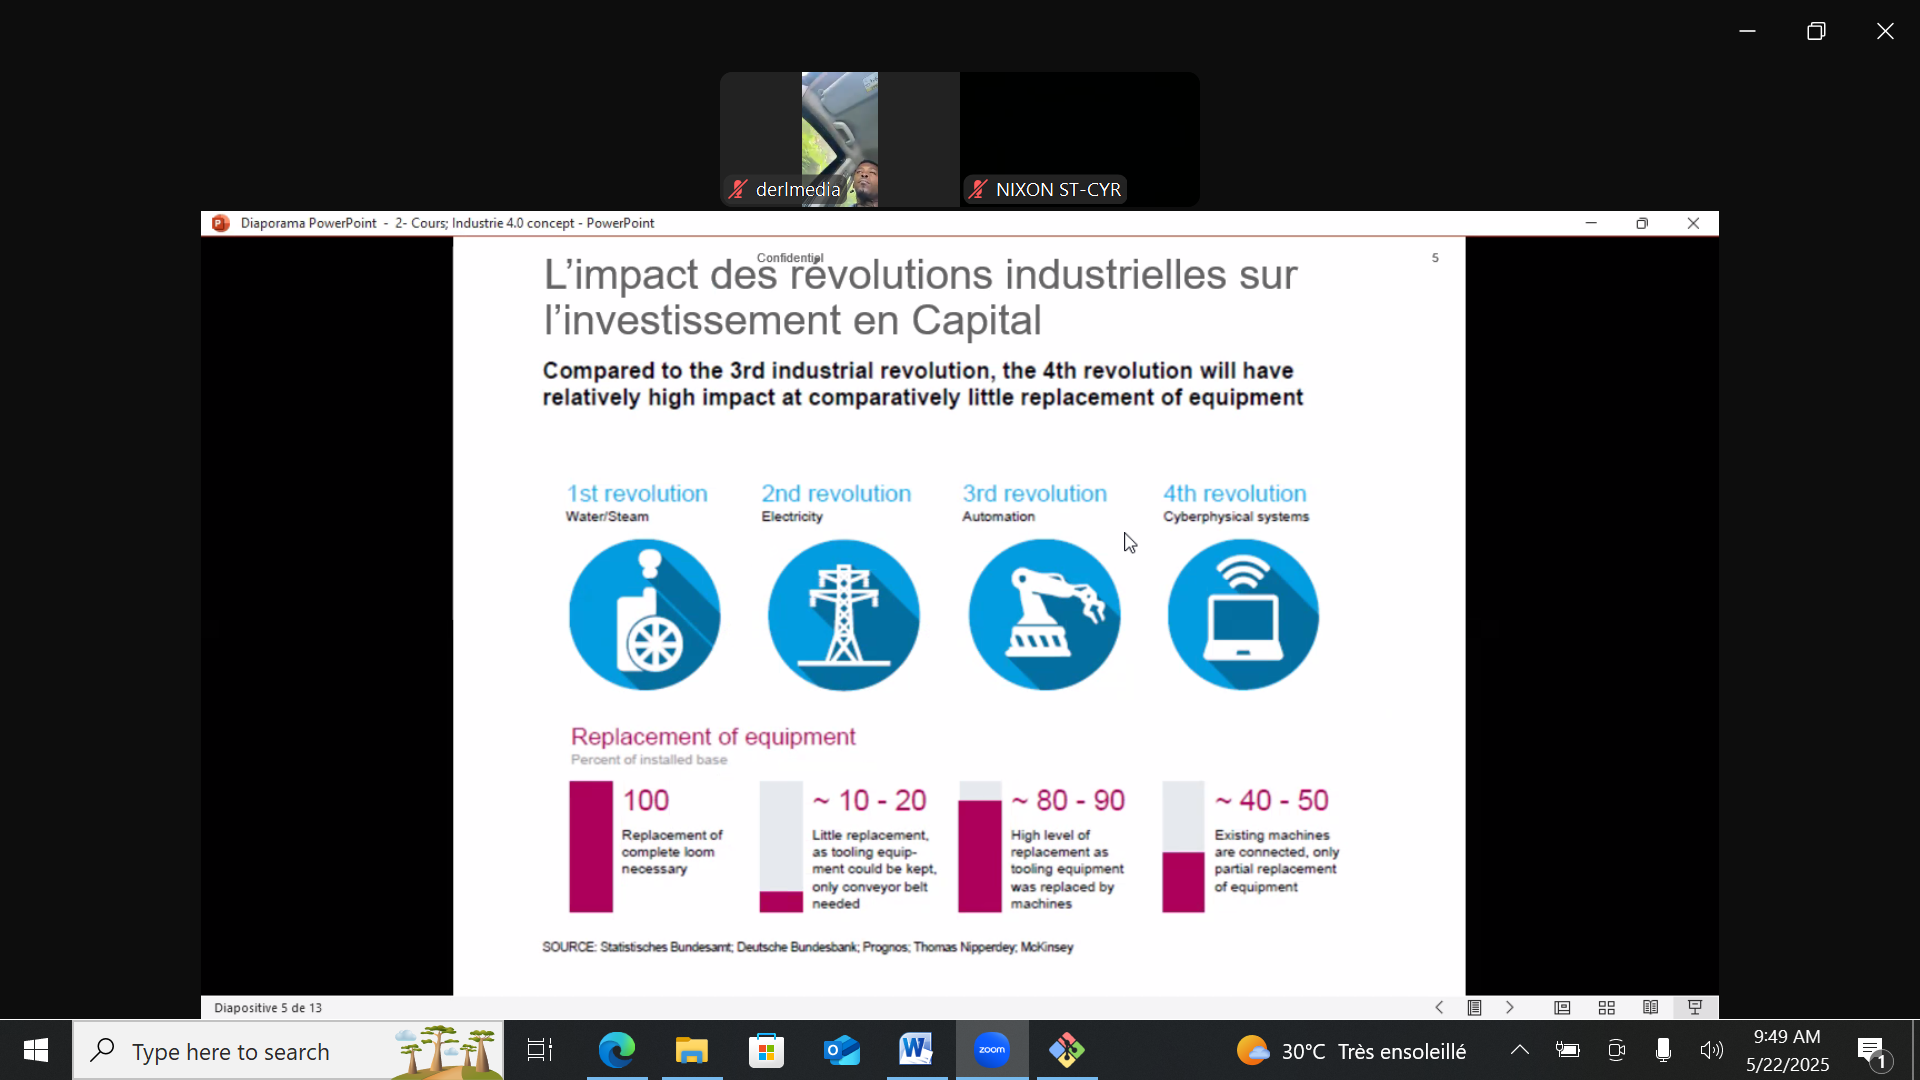 derlmedia
NIXON ST-CYR
Diaporama PowerPoint - 2- Cours; Industrie 4.0 concept - PowerPoint
Confidentiel
5
L'impact des révolutions industrielles sur
l'investissement en Capital
Compared to the 3rd industrial revolution, the 4th revolution will have
relatively high impact at comparatively little replacement of equipment
1st revolution
Water/Steam
2nd revolution
Electricity
3rd revolution
Automation
4th revolution
Cyberphysical systems
Replacement of equipment
Percent of installed base
100
Replacement of
complete loom
necessary
~ 10 - 20
Little replacement,
as tooling equip-
ment could be kept,
only conveyor belt
needed
~ 80 - 90
High level of
replacement as
tooling equipment
was replaced by
machines
~ 40 - 50
Existing machines
are connected, only
partial replacement
of equipment
SOURCE: Statistisches Bundesamt; Deutsche Bundesbank; Prognos; Thomas Nipperdey; McKinsey
Diapositive 5 de 13
Type here to search
zoom
30°C Très ensoleillé
9:49 AM
5/22/2025
1